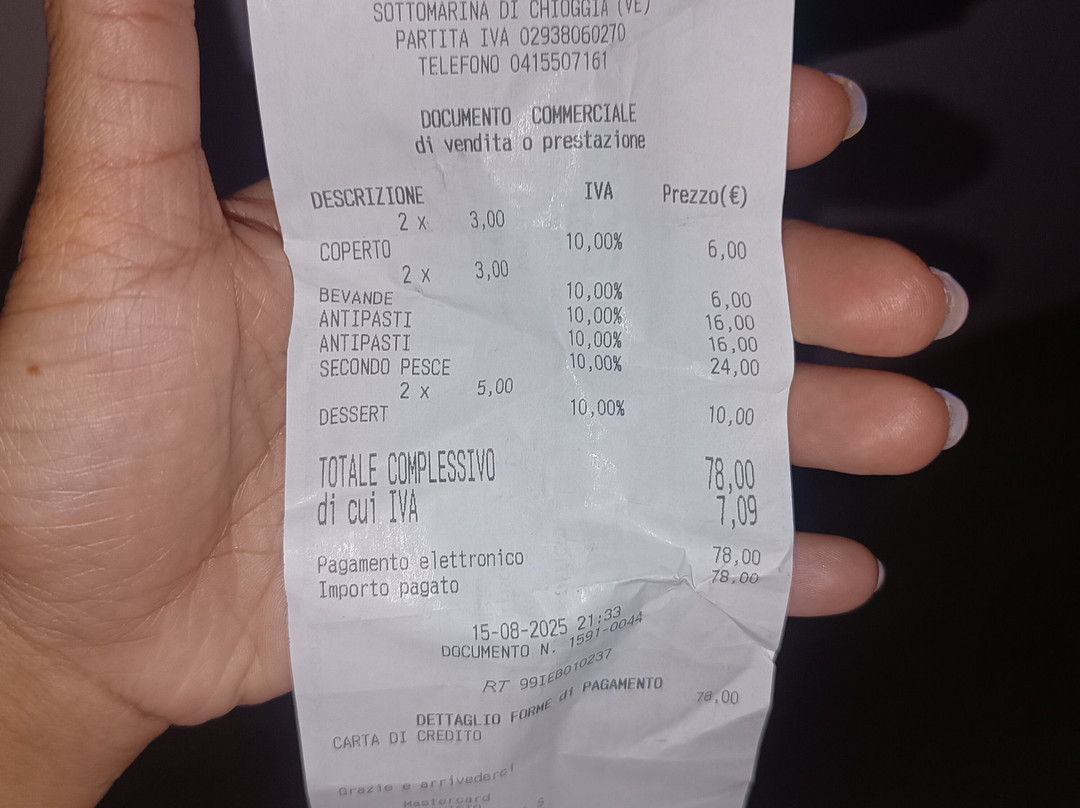 SOTTOMARINA DI CHIOGGIA (VE)
PARTITA IVA 02938060270
TELEFONO 0415507161
DOCUMENTO COMMERCIALE
di vendita o prestazione
DESCRIZIONE IVA Prezzo(€)
2 x 3,00
COPERTO 10,00% 6,00
2 x 3,00
BEVANDE 10,00% 6,00
ANTIPASTI 10,00% 16,00
ANTIPASTI 10,00% 16,00
SECONDO PESCE 10,00% 24,00
2 x 5,00
DESSERT 10,00% 10,00
TOTALE COMPLESSIVO 78,00
di cui IVA 7,09
Pagamento elettronico 78,00
Importo pagato 78,00
15-08-2025 21:33
DOCUMENTO N. 1591-0044
RT 99IEB010237
DETTAGLIO FORME di PAGAMENTO
CARTA DI CREDITO 78,00
Grazie e arrivederci
Mastercard